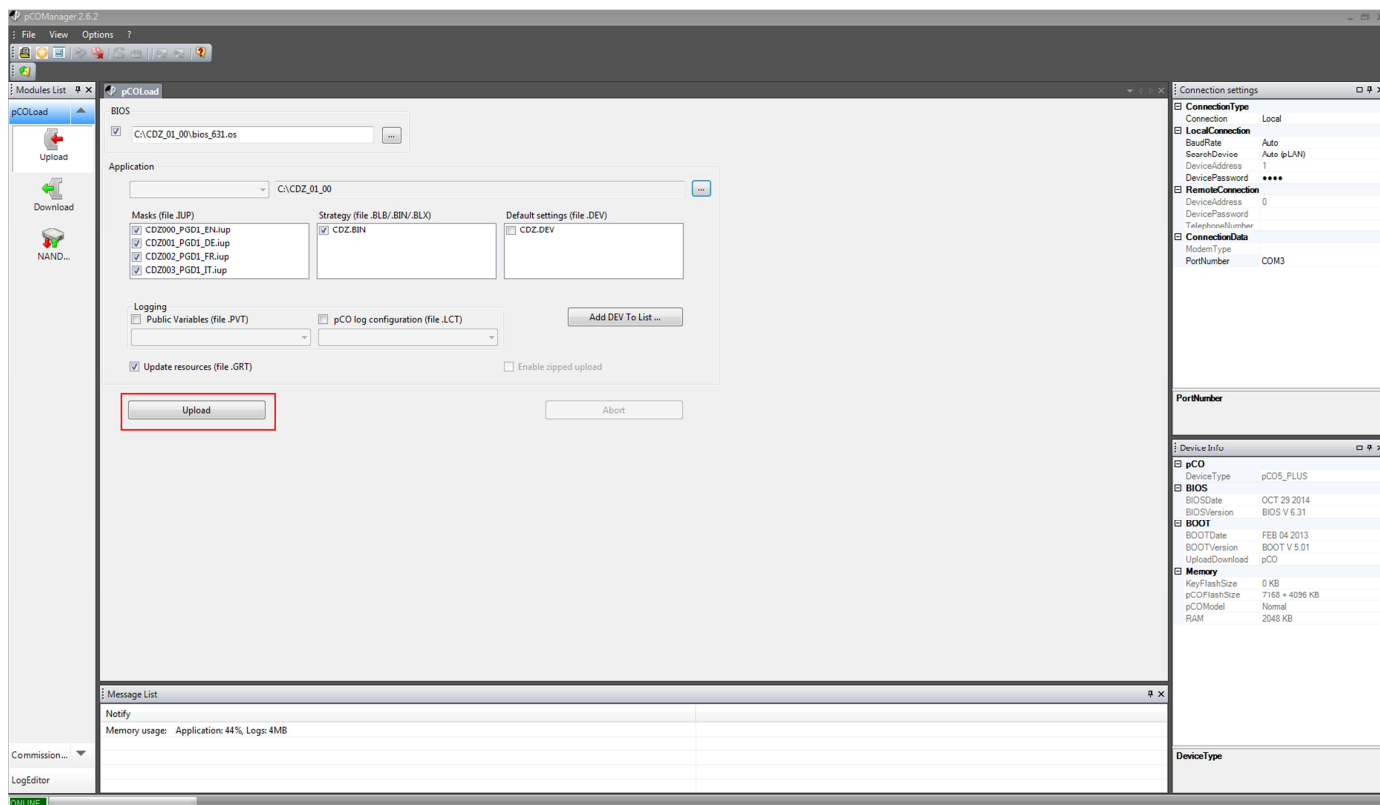 pCOManager 2.6.2
File View Options ?
Modules List
pCOLoad
Upload
Download
NAND...
Commission...
LogEditor
ONLINE
pCOLoad
BIOS
C:\CDZ_01_00\bios_631.os
...
Application
C:\CDZ_01_00
...
Masks (file .IUP)
CDZ000_PGD1_EN.iup
CDZ001_PGD1_DE.iup
CDZ002_PGD1_FR.iup
CDZ003_PGD1_IT.iup
Strategy (file .BLB/.BIN/.BLX)
CDZ.BIN
Default settings (file .DEV)
CDZ.DEV
Logging
Public Variables (file .PVT)
pCO log configuration (file .LCT)
Add DEV To List ...
Update resources (file .GRT)
Enable zipped upload
Upload
Abort
Message List
Notify
Memory usage: Application: 44%, Logs: 4MB
Connection settings
ConnectionType
Connection Local
LocalConnection
BaudRate Auto
SearchDevice Auto (pLAN)
DeviceAddress 1
DevicePassword ●●●●
RemoteConnection
DeviceAddress 0
DevicePassword
TelephoneNumber
ConnectionData
ModemType
PortNumber COM3
PortNumber
Device Info
pCO
DeviceType pCO5_PLUS
BIOS
BIOSDate OCT 29 2014
BIOSVersion BIOS V 6.31
BOOT
BOOTDate FEB 04 2013
BOOTVersion BOOT V 5.01
UploadDownload pCO
Memory
KeyFlashSize 0 KB
pCOFlashSize 7168 + 4096 KB
pCOModel Normal
RAM 2048 KB
DeviceType